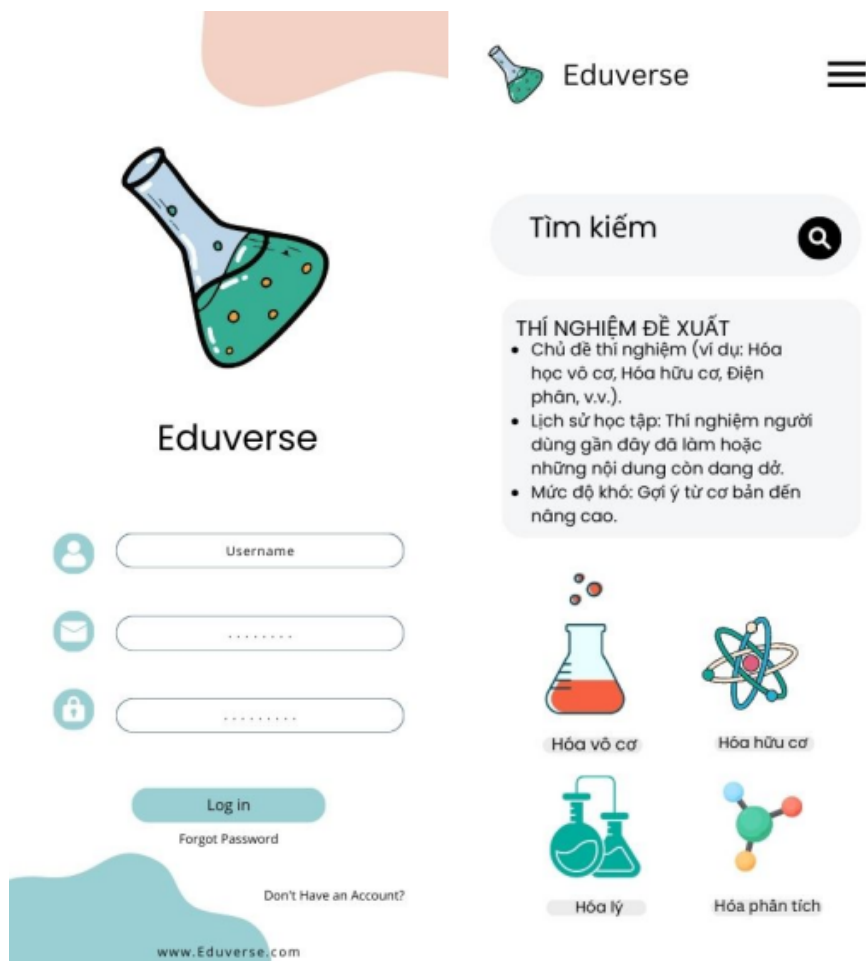 Eduverse
Username
. . . . . . . .
. . . . . . . . .
Log in
Forgot Password
Don't Have an Account?
www.Eduverse.com
Eduverse
Tìm kiếm
THÍ NGHIỆM ĐỀ XUẤT
• Chủ đề thí nghiệm (ví dụ: Hóa
học vô cơ, Hóa hữu cơ, Điện
phân, v.v.).
• Lịch sử học tập: Thí nghiệm người
dùng gần đây đã làm hoặc
những nội dung còn dang dở.
• Mức độ khó: Gợi ý từ cơ bản đến
nâng cao.
Hóa vô cơ
Hóa hữu cơ
Hóa lý
Hóa phân tích